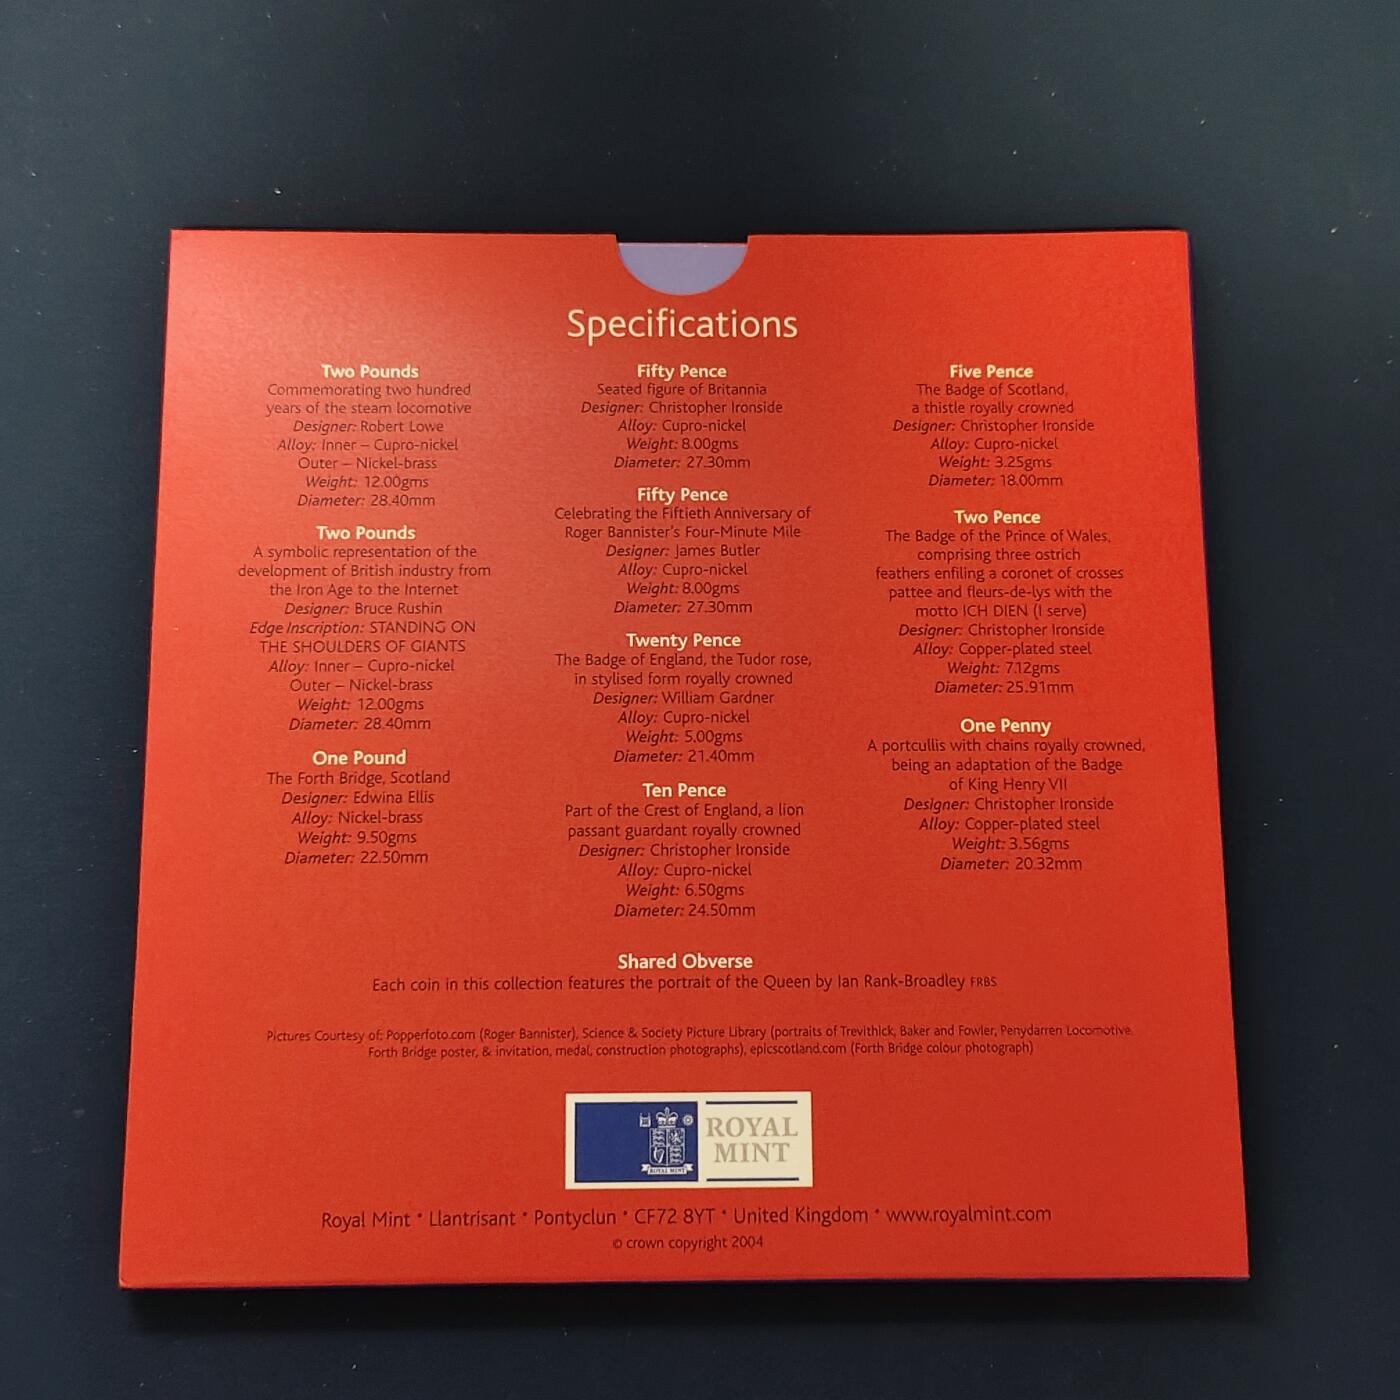 Specifications
Two Pounds
Commemorating two hundred
years of the steam locomotive
Designer: Robert Lowe
Alloy: Inner – Cupro-nickel
Outer – Nickel-brass
Weight: 12.00gms
Diameter: 28.40mm
Two Pounds
A symbolic representation of the
development of British industry from
the Iron Age to the Internet
Designer: Bruce Rushin
Edge Inscription: STANDING ON
THE SHOULDERS OF GIANTS
Alloy: Inner – Cupro-nickel
Outer – Nickel-brass
Weight: 12.00gms
Diameter: 28.40mm
One Pound
The Forth Bridge, Scotland
Designer: Edwina Ellis
Alloy: Nickel-brass
Weight: 9.50gms
Diameter: 22.50mm
Fifty Pence
Seated figure of Britannia
Designer: Christopher Ironside
Alloy: Cupro-nickel
Weight: 8.00gms
Diameter: 27.30mm
Fifty Pence
Celebrating the Fiftieth Anniversary of
Roger Bannister's Four-Minute Mile
Designer: James Butler
Alloy: Cupro-nickel
Weight: 8.00gms
Diameter: 27.30mm
Twenty Pence
The Badge of England, the Tudor rose,
in stylised form royally crowned
Designer: William Gardner
Alloy: Cupro-nickel
Weight: 5.00gms
Diameter: 21.40mm
Ten Pence
Part of the Crest of England, a lion
passant guardant royally crowned
Designer: Christopher Ironside
Alloy: Cupro-nickel
Weight: 6.50gms
Diameter: 24.50mm
Five Pence
The Badge of Scotland,
a thistle royally crowned
Designer: Christopher Ironside
Alloy: Cupro-nickel
Weight: 3.25gms
Diameter: 18.00mm
Two Pence
The Badge of the Prince of Wales,
comprising three ostrich
feathers enfiling a coronet of crosses
pattee and fleurs-de-lys with the
motto ICH DIEN (I serve)
Designer: Christopher Ironside
Alloy: Copper-plated steel
Weight: 7.12gms
Diameter: 25.91mm
One Penny
A portcullis with chains royally crowned,
being an adaptation of the Badge
of King Henry VII
Designer: Christopher Ironside
Alloy: Copper-plated steel
Weight: 3.56gms
Diameter: 20.32mm
Shared Obverse
Each coin in this collection features the portrait of the Queen by Ian Rank-Broadley FRBS
Pictures Courtesy of: Popperfoto.com (Roger Bannister), Science & Society Picture Library (portraits of Trevithick, Baker and Fowler, Penydarren Locomotive,
Forth Bridge poster, & invitation, medal, construction photographs), epicscotland.com (Forth Bridge colour photograph)
ROYAL MINT
ROYAL
MINT
Royal Mint • Llantrisant • Pontyclun • CF72 8YT • United Kingdom • www.royalmint.com
© crown copyright 2004